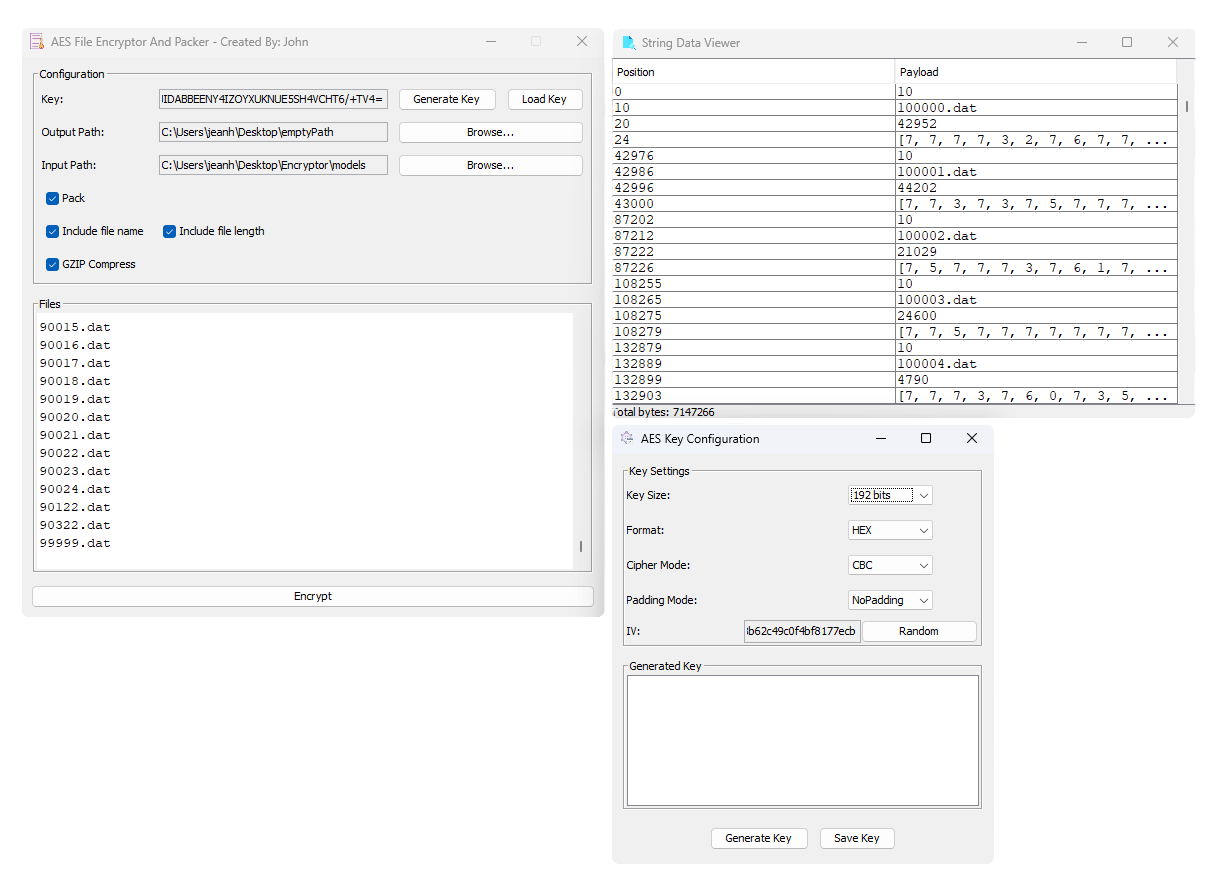 AES File Encryptor And Packer - Created By: John
Configuration
Key: !IDABBEENY4IZOYXUKNUE5SH4VCHT6/+TV4= Generate Key Load Key
Output Path: C:\Users\jeanh\Desktop\emptyPath Browse...
Input Path: C:\Users\jeanh\Desktop\Encryptor\models Browse...
Pack
Include file name Include file length
GZIP Compress
Files
90015.dat
90016.dat
90017.dat
90018.dat
90019.dat
90020.dat
90021.dat
90022.dat
90023.dat
90024.dat
90122.dat
90322.dat
99999.dat
Encrypt
String Data Viewer
Position Payload
0 10
10 100000.dat
20 42952
24 [7, 7, 7, 7, 3, 2, 7, 6, 7, 7, ...
42976 10
42986 100001.dat
42996 44202
43000 [7, 7, 3, 7, 3, 7, 5, 7, 7, 7, ...
87202 10
87212 100002.dat
87222 21029
87226 [7, 5, 7, 7, 7, 3, 7, 6, 1, 7, ...
108255 10
108265 100003.dat
108275 24600
108279 [7, 7, 5, 7, 7, 7, 7, 7, 7, 7, ...
132879 10
132889 100004.dat
132899 4790
132903 [7, 7, 7, 3, 7, 6, 0, 7, 3, 5, ...
Total bytes: 7147266
AES Key Configuration
Key Settings
Key Size: 192 bits
Format: HEX
Cipher Mode: CBC
Padding Mode: NoPadding
IV: b62c49c0f4bf8177ecb Random
Generated Key
Generate Key Save Key